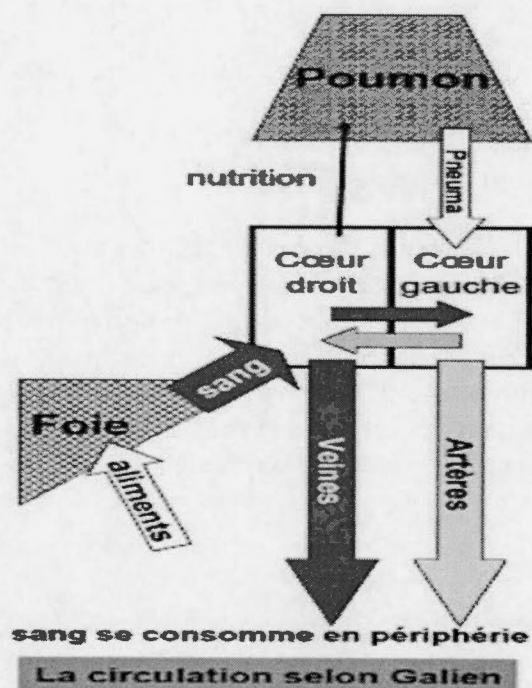 Poumon
nutrition
Pneuma
Cœur
droit
Cœur
gauche
sang
Foie
aliments
Veines
Artères
sang se consomme en périphérie
La circulation selon Galien